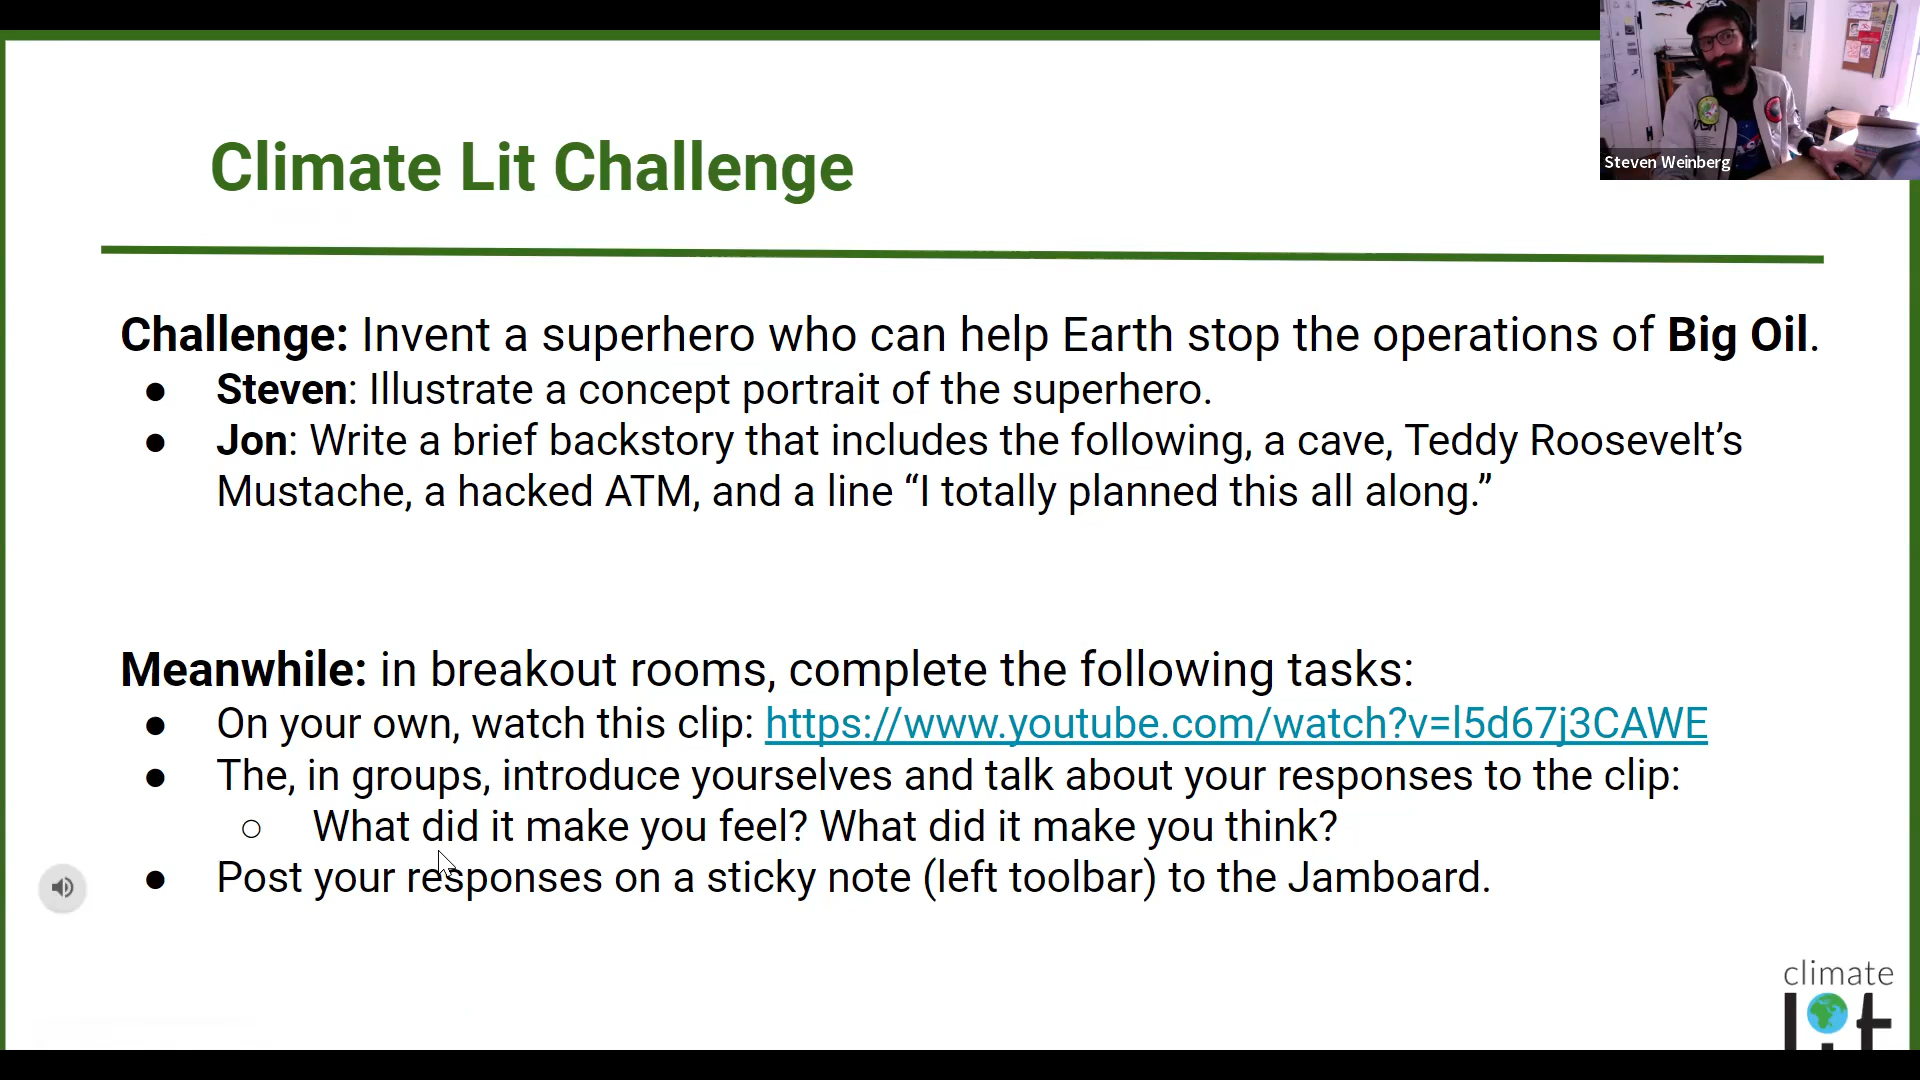 Climate Lit Challenge
Steven Weinberg
Challenge: Invent a superhero who can help Earth stop the operations of Big Oil.
● Steven: Illustrate a concept portrait of the superhero.
● Jon: Write a brief backstory that includes the following, a cave, Teddy Roosevelt's
Mustache, a hacked ATM, and a line “I totally planned this all along.”
Meanwhile: in breakout rooms, complete the following tasks:
● On your own, watch this clip: https://www.youtube.com/watch?v=l5d67j3CAWE
● The, in groups, introduce yourselves and talk about your responses to the clip:
○ What did it make you feel? What did it make you think?
● Post your responses on a sticky note (left toolbar) to the Jamboard.
climate
lit